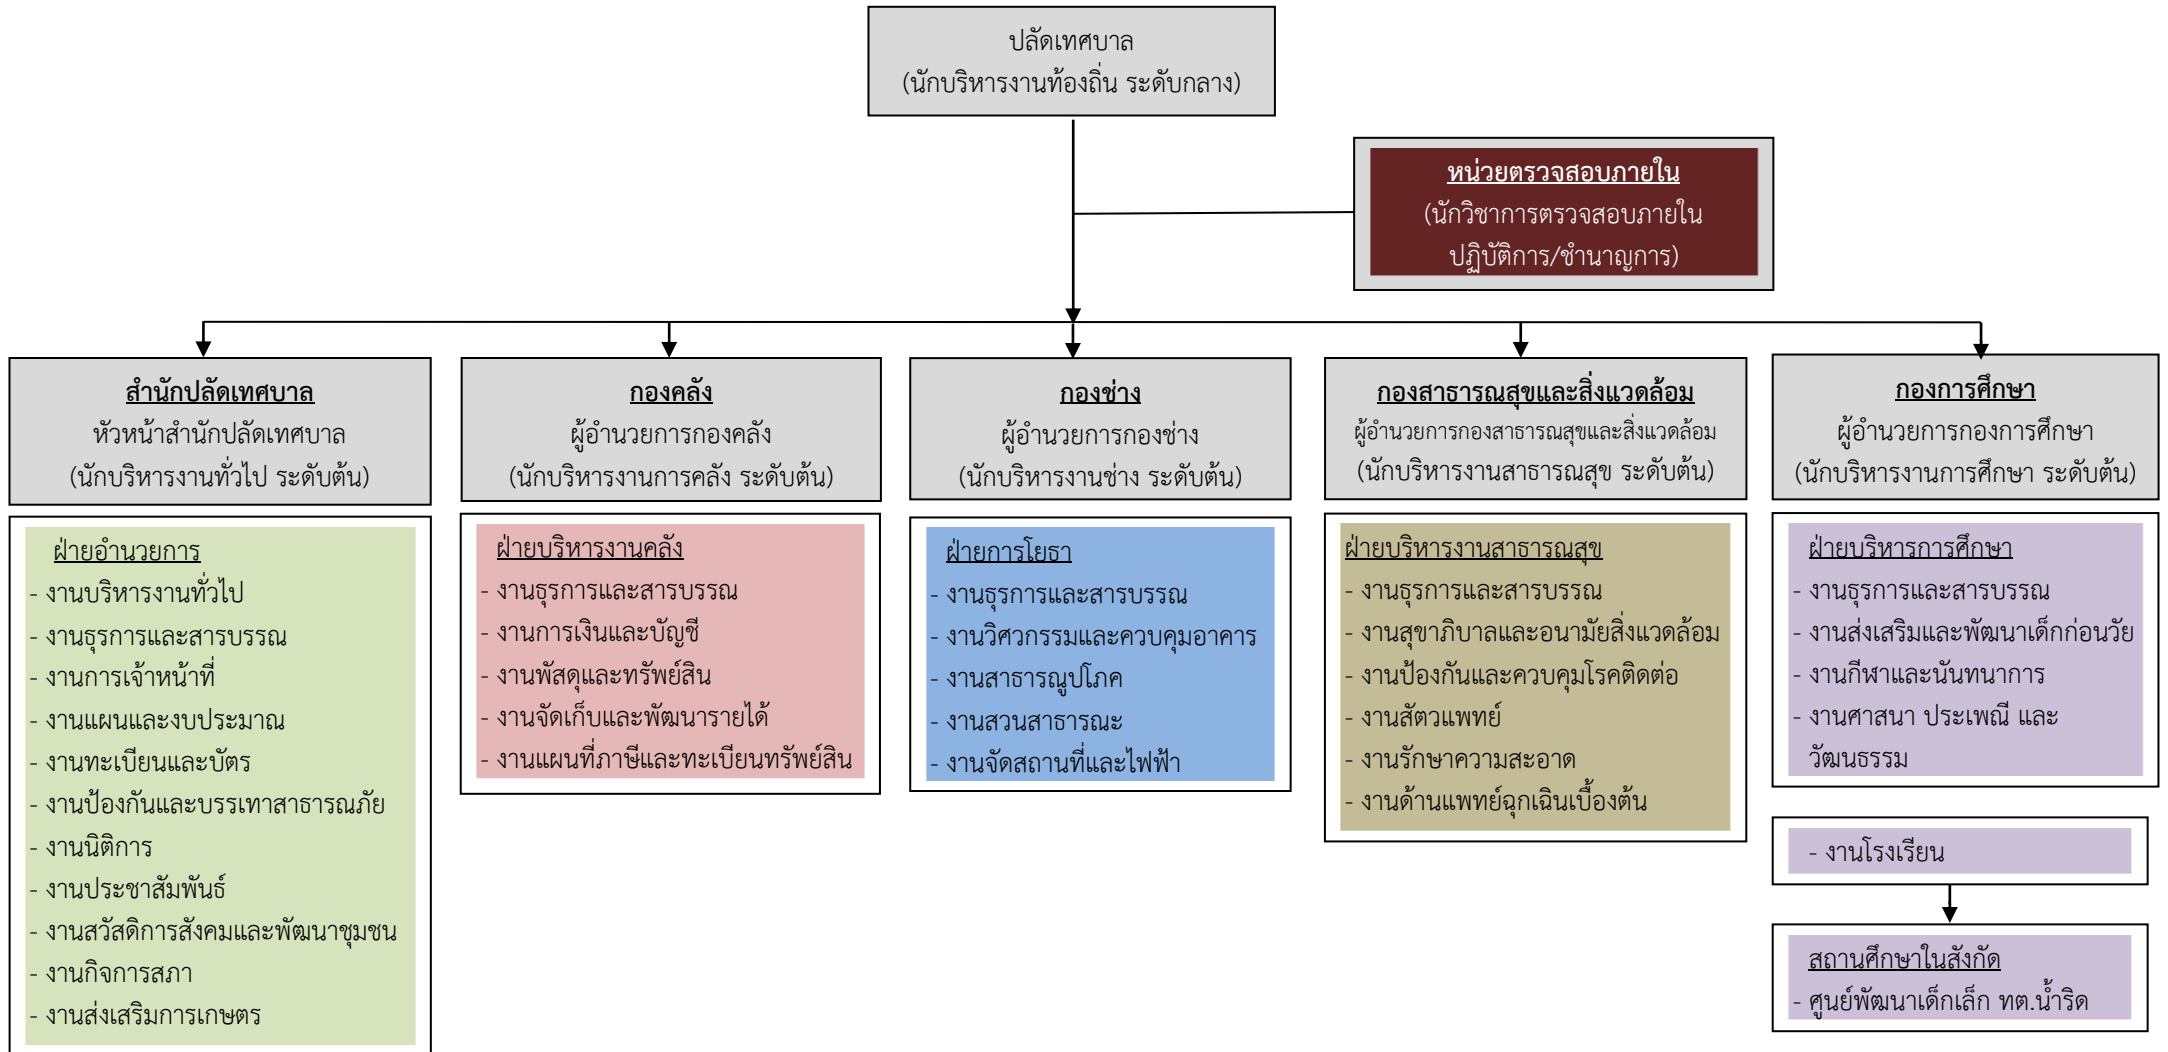 ปลัดเทศบาล
(นักบริหารงานท้องถิ่น ระดับกลาง)
หน่วยตรวจสอบภายใน
(นักวิชาการตรวจสอบภายใน
ปฏิบัติการ/ชำนาญการ)
สำนักปลัดเทศบาล
หัวหน้าสำนักปลัดเทศบาล
(นักบริหารงานทั่วไป ระดับต้น)
ฝ่ายอำนวยการ
- งานบริหารงานทั่วไป
- งานธุรการและสารบรรณ
- งานการเจ้าหน้าที่
- งานแผนและงบประมาณ
- งานทะเบียนและบัตร
- งานป้องกันและบรรเทาสาธารณภัย
- งานนิติการ
- งานประชาสัมพันธ์
- งานสวัสดิการสังคมและพัฒนาชุมชน
- งานกิจการสภา
- งานส่งเสริมการเกษตร
กองคลัง
ผู้อำนวยการกองคลัง
(นักบริหารงานการคลัง ระดับต้น)
ฝ่ายบริหารงานคลัง
- งานธุรการและสารบรรณ
- งานการเงินและบัญชี
- งานพัสดุและทรัพย์สิน
- งานจัดเก็บและพัฒนารายได้
- งานแผนที่ภาษีและทะเบียนทรัพย์สิน
กองช่าง
ผู้อำนวยการกองช่าง
(นักบริหารงานช่าง ระดับต้น)
ฝ่ายการโยธา
- งานธุรการและสารบรรณ
- งานวิศวกรรมและควบคุมอาคาร
- งานสาธารณูปโภค
- งานสวนสาธารณะ
- งานจัดสถานที่และไฟฟ้า
กองสาธารณสุขและสิ่งแวดล้อม
ผู้อำนวยการกองสาธารณสุขและสิ่งแวดล้อม
(นักบริหารงานสาธารณสุข ระดับต้น)
ฝ่ายบริหารงานสาธารณสุข
- งานธุรการและสารบรรณ
- งานสุขาภิบาลและอนามัยสิ่งแวดล้อม
- งานป้องกันและควบคุมโรคติดต่อ
- งานสัตวแพทย์
- งานรักษาความสะอาด
- งานด้านแพทย์ฉุกเฉินเบื้องต้น
กองการศึกษา
ผู้อำนวยการกองการศึกษา
(นักบริหารงานการศึกษา ระดับต้น)
ฝ่ายบริหารการศึกษา
- งานธุรการและสารบรรณ
- งานส่งเสริมและพัฒนาเด็กก่อนวัย
- งานกีฬาและนันทนาการ
- งานศาสนา ประเพณี และ
วัฒนธรรม
- งานโรงเรียน
สถานศึกษาในสังกัด
- ศูนย์พัฒนาเด็กเล็ก ทต.น้ำริด